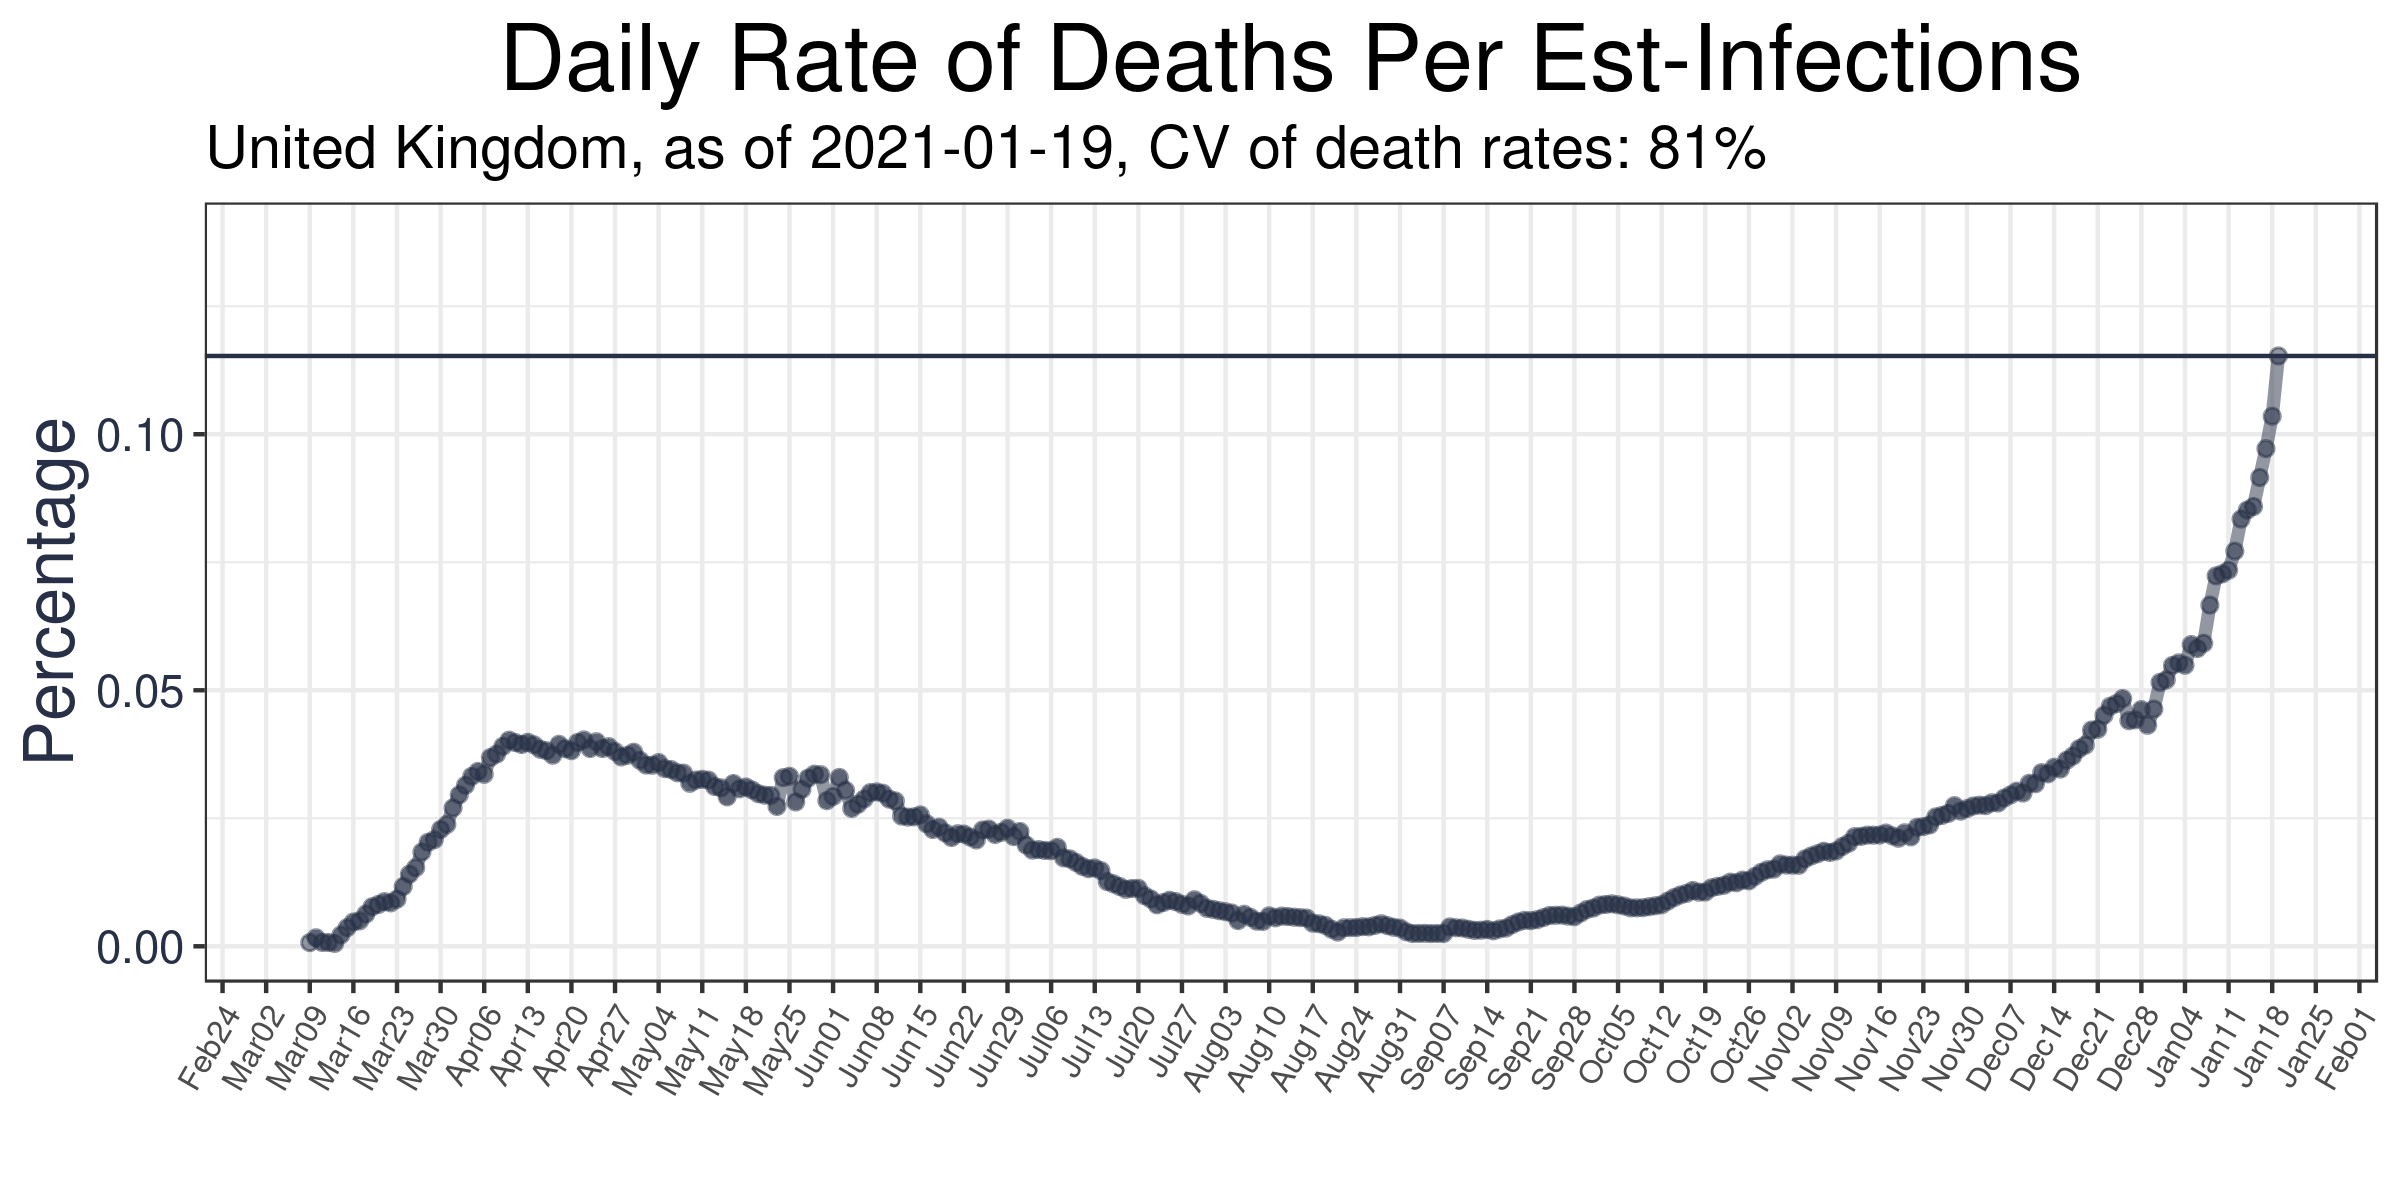 Daily Rate of Deaths Per Est-Infections
United Kingdom, as of 2021-01-19, CV of death rates: 81%
Percentage
0.10
0.05
0.00
Feb24 Mar02 Mar09 Mar16 Mar23 Mar30 Apr06 Apr13 Apr20 Apr27 May04 May11 May18 May25 Jun01 Jun08 Jun15 Jun22 Jun29 Jul06 Jul13 Jul20 Jul27 Aug03 Aug10 Aug17 Aug24 Aug31 Sep07 Sep14 Sep21 Sep28 Oct05 Oct12 Oct19 Oct26 Nov02 Nov09 Nov16 Nov23 Nov30 Dec07 Dec14 Dec21 Dec28 Jan04 Jan11 Jan18 Jan25 Feb01